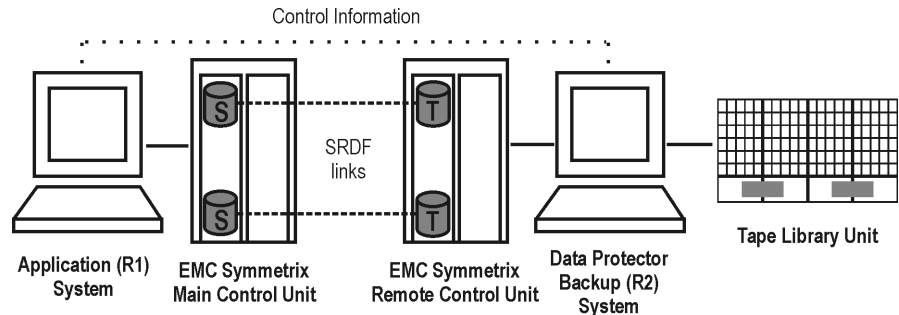 Control Information
S
T
SRDF
links
S
T
Application (R1)
System
EMC Symmetrix
Main Control Unit
EMC Symmetrix
Remote Control Unit
Data Protector
Backup (R2)
System
Tape Library Unit